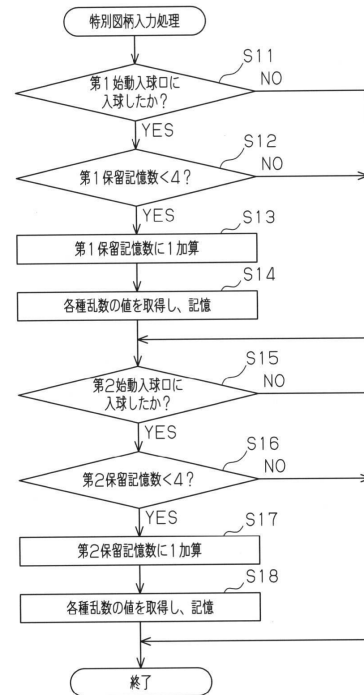 特別図柄入力処理
S11
第1始動入球口に
入球したか?
NO
YES
S12
第1保留記憶数<4?
NO
YES
S13
第1保留記憶数に1加算
S14
各種乱数の値を取得し、記憶
S15
第2始動入球口に
入球したか?
NO
YES
S16
第2保留記憶数<4?
NO
YES
S17
第2保留記憶数に1加算
S18
各種乱数の値を取得し、記憶
終了